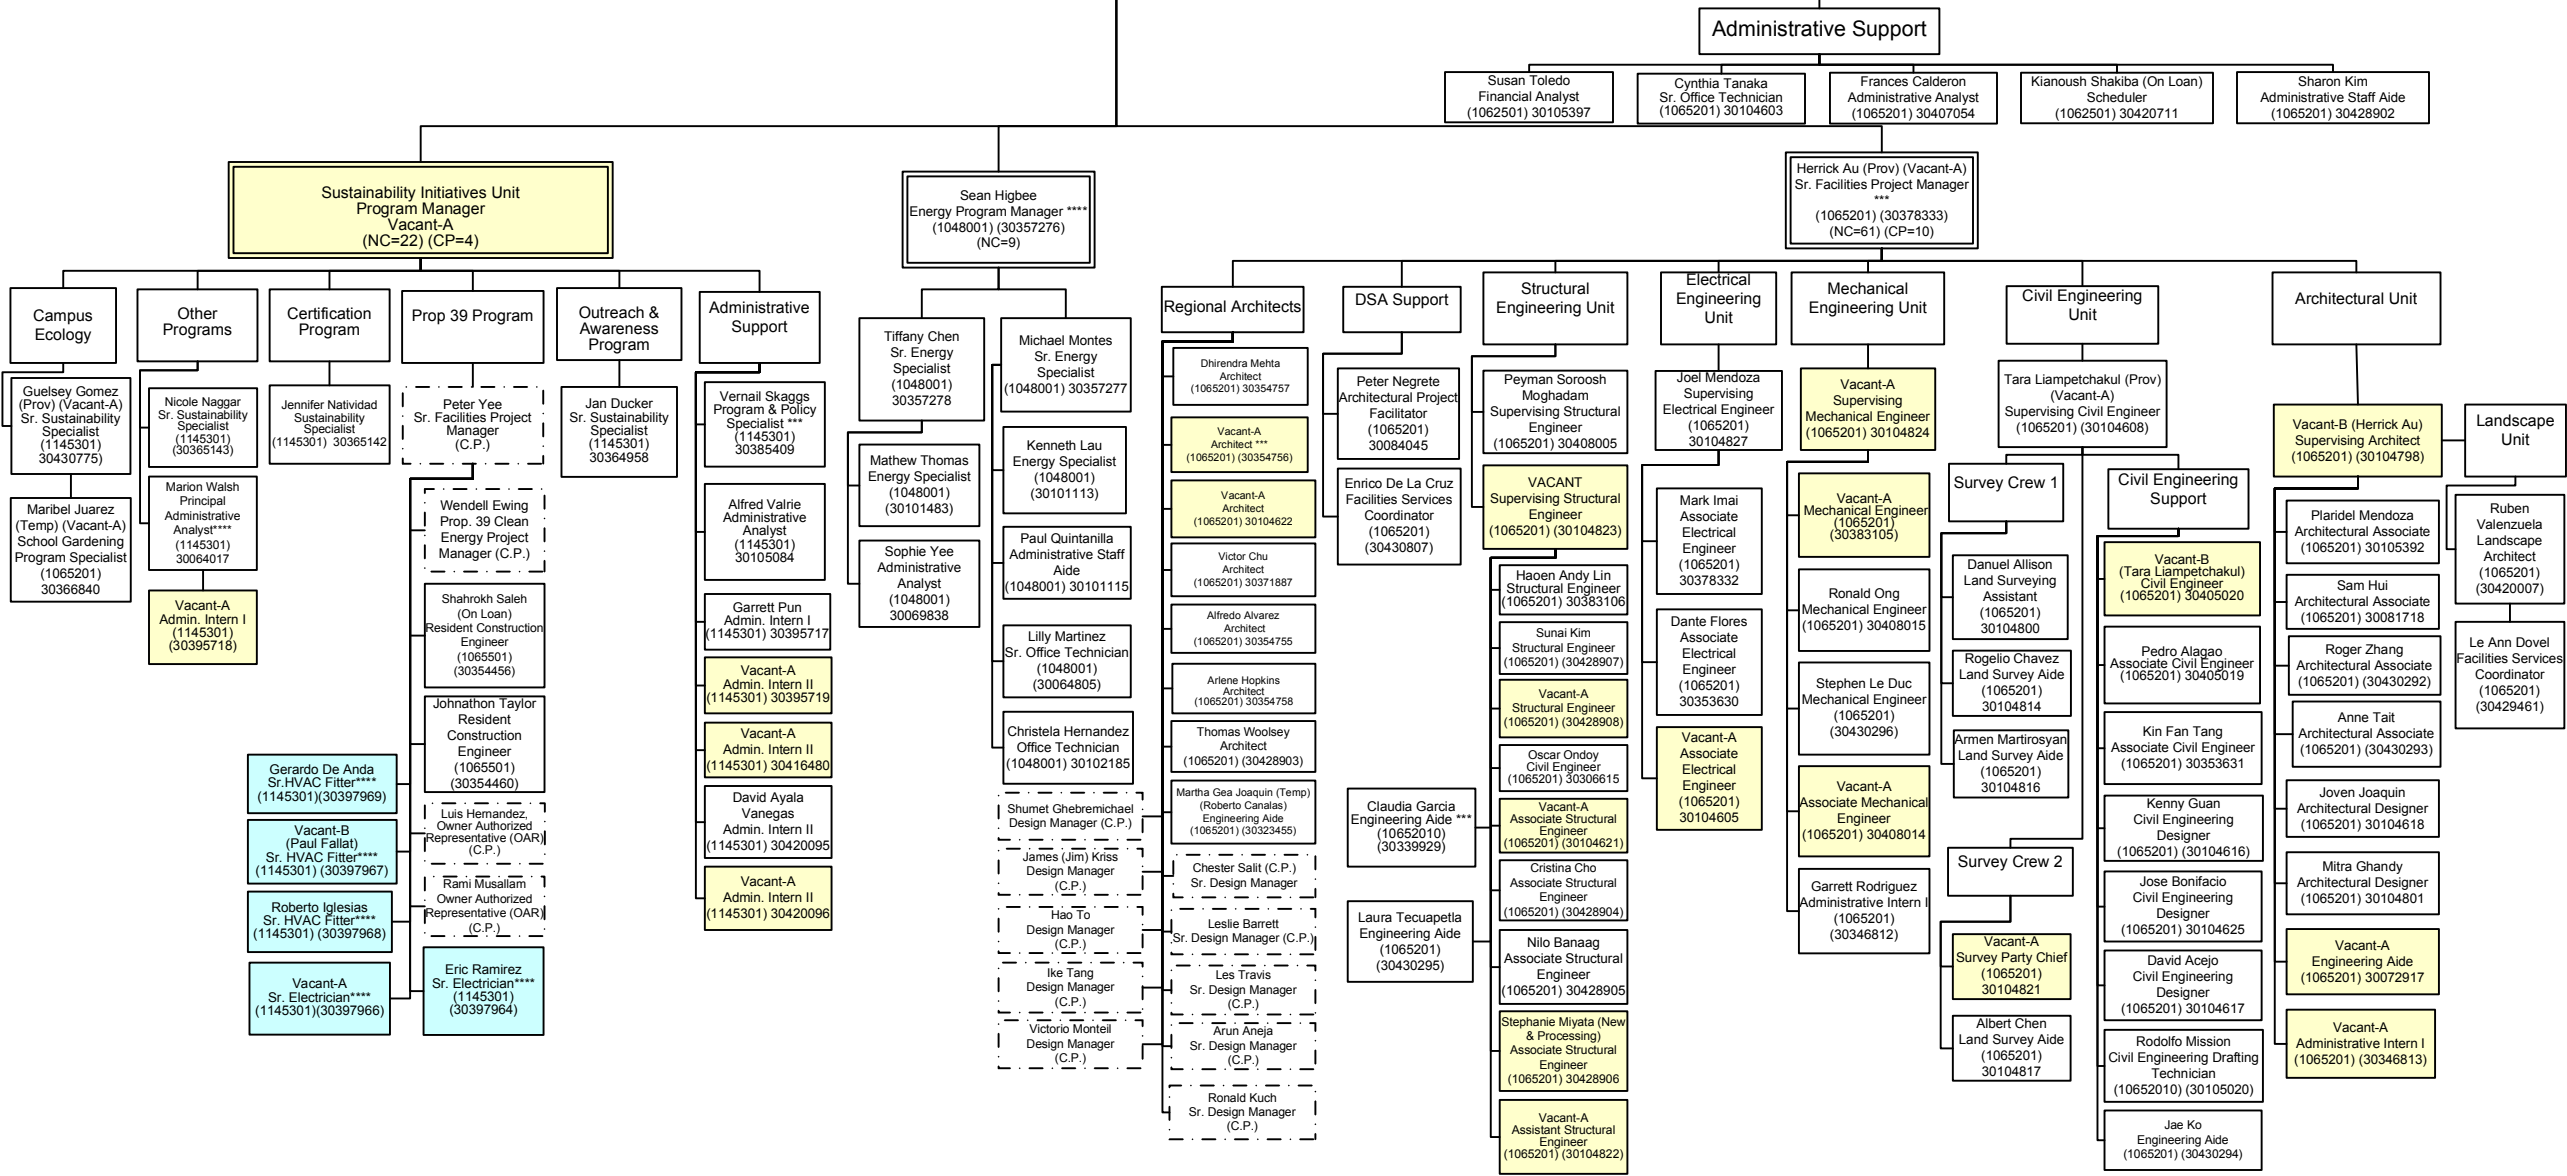 Administrative Support
Susan Toledo
Financial Analyst
(1062501) 30105397
Cynthia Tanaka
Sr. Office Technician
(1065201) 30104603
Frances Calderon
Administrative Analyst
(1065201) 30407054
Kianoush Shakiba (On Loan)
Scheduler
(1062501) 30420711
Sharon Kim
Administrative Staff Aide
(1065201) 30428902
Sustainability Initiatives Unit
Program Manager
Vacant-A
(NC=22) (CP=4)
Sean Higbee
Energy Program Manager ****
(1048001) (30357276)
(NC=9)
Herrick Au (Prov) (Vacant-A)
Sr. Facilities Project Manager
***
(1065201) (30378333)
(NC=61) (CP=10)
Campus
Ecology
Guelsey Gomez
(Prov) (Vacant-A)
Sr. Sustainability
Specialist
(1145301)
30430775)
Maribel Juarez
(Temp) (Vacant-A)
School Gardening
Program Specialist
(1065201)
30366840
Other
Programs
Nicole Naggar
Sr. Sustainability
Specialist
(1145301)
(30365143)
Marion Walsh
Principal
Administrative
Analyst****
(1145301)
30064017
Vacant-A
Admin. Intern I
(1145301)
(30395718)
Certification
Program
Jennifer Natividad
Sustainability
Specialist
(1145301) 30365142
Prop 39 Program
Peter Yee
Sr. Facilities Project
Manager
(C.P.)
Wendell Ewing
Prop. 39 Clean
Energy Project
Manager (C.P.)
Shahrokh Saleh
(On Loan)
Resident Construction
Engineer
(1065501)
(30354456)
Johnathon Taylor
Resident
Construction
Engineer
(1065501)
(30354460)
Gerardo De Anda
Sr.HVAC Fitter****
(1145301)(30397969)
Luis Hernandez,
Owner Authorized
Representative (OAR)
(C.P.)
Vacant-B
(Paul Fallat)
Sr. HVAC Fitter****
(1145301) (30397967)
Rami Musallam
Owner Authorized
Representative (OAR)
(C.P.)
Roberto Iglesias
Sr. HVAC Fitter****
(1145301) (30397968)
Vacant-A
Sr. Electrician****
(1145301)(30397966)
Eric Ramirez
Sr. Electrician****
(1145301)
(30397964)
Outreach &
Awareness
Program
Jan Ducker
Sr. Sustainability
Specialist
(1145301)
30364958
Administrative
Support
Vernail Skaggs
Program & Policy
Specialist ***
(1145301)
30385409
Alfred Valrie
Administrative
Analyst
(1145301)
30105084
Garrett Pun
Admin. Intern I
(1145301) 30395717
Vacant-A
Admin. Intern II
(1145301) 30395719
Vacant-A
Admin. Intern II
(1145301) 30416480
David Ayala
Vanegas
Admin. Intern II
(1145301) 30420095
Vacant-A
Admin. Intern II
(1145301) 30420096
Tiffany Chen
Sr. Energy
Specialist
(1048001)
30357278
Mathew Thomas
Energy Specialist
(1048001)
(30101483)
Sophie Yee
Administrative
Analyst
(1048001)
30069838
Michael Montes
Sr. Energy
Specialist
(1048001) 30357277
Kenneth Lau
Energy Specialist
(1048001)
(30101113)
Paul Quintanilla
Administrative Staff
Aide
(1048001) 30101115
Lilly Martinez
Sr. Office Technician
(1048001)
(30064805)
Christela Hernandez
Office Technician
(1048001) 30102185
Regional Architects
Dhirendra Mehta
Architect
(1065201) 30354757
Vacant-A
Architect ***
(1065201) (30354756)
Vacant-A
Architect
(1065201) 30104622
Victor Chu
Architect
(1065201) 30371887
Alfredo Alvarez
Architect
(1065201) 30354755
Arlene Hopkins
Architect
(1065201) 30354758
Thomas Woolsey
Architect
(1065201) (30428903)
Martha Gea Joaquin (Temp)
(Roberto Canalas)
Engineering Aide
(1065201) (30323455)
Shumet Ghebremichael
Design Manager (C.P.)
James (Jim) Kriss
Design Manager
(C.P.)
Chester Salit (C.P.)
Sr. Design Manager
Hao To
Design Manager
(C.P.)
Leslie Barrett
Sr. Design Manager (C.P.)
Ike Tang
Design Manager
(C.P.)
Les Travis
Sr. Design Manager
(C.P.)
Victorio Monteil
Design Manager
(C.P.)
Arun Aneja
Sr. Design Manager
(C.P.)
Ronald Kuch
Sr. Design Manager
(C.P.)
DSA Support
Peter Negrete
Architectural Project
Facilitator
(1065201)
30084045
Enrico De La Cruz
Facilities Services
Coordinator
(1065201)
(30430807)
Structural
Engineering Unit
Peyman Soroosh
Moghadam
Supervising Structural
Engineer
(1065201) 30408005
VACANT
Supervising Structural
Engineer
(1065201) (30104823)
Haoen Andy Lin
Structural Engineer
(1065201) 30383106
Sunai Kim
Structural Engineer
(1065201) (30428907)
Vacant-A
Structural Engineer
(1065201) (30428908)
Oscar Ondoy
Civil Engineer
(1065201) 30306615
Claudia Garcia
Engineering Aide ***
(10652010)
(30339929)
Vacant-A
Associate Structural
Engineer
(1065201) (30104621)
Cristina Cho
Associate Structural
Engineer
(1065201) (30428904)
Laura Tecuapetla
Engineering Aide
(1065201)
(30430295)
Nilo Banaag
Associate Structural
Engineer
(1065201) 30428905
Stephanie Miyata (New
& Processing)
Associate Structural
Engineer
(1065201) 30428906
Vacant-A
Assistant Structural
Engineer
(1065201) (30104822)
Electrical
Engineering
Unit
Joel Mendoza
Supervising
Electrical Engineer
(1065201)
30104827
Mark Imai
Associate
Electrical
Engineer
(1065201)
30378332
Dante Flores
Associate
Electrical
Engineer
(1065201)
30353630
Vacant-A
Associate
Electrical
Engineer
(1065201)
30104605
Mechanical
Engineering Unit
Vacant-A
Supervising
Mechanical Engineer
(1065201) 30104824
Vacant-A
Mechanical Engineer
(1065201)
(30383105)
Ronald Ong
Mechanical Engineer
(1065201) 30408015
Stephen Le Duc
Mechanical Engineer
(1065201)
(30430296)
Vacant-A
Associate Mechanical
Engineer
(1065201) 30408014
Garrett Rodriguez
Administrative Intern I
(1065201)
(30346812)
Civil Engineering
Unit
Tara Liampetchakul (Prov)
(Vacant-A)
Supervising Civil Engineer
(1065201) (30104608)
Survey Crew 1
Danuel Allison
Land Surveying
Assistant
(1065201)
30104800
Rogelio Chavez
Land Survey Aide
(1065201)
30104814
Armen Martirosyan
Land Survey Aide
(1065201)
30104816
Survey Crew 2
Vacant-A
Survey Party Chief
(1065201)
30104821
Albert Chen
Land Survey Aide
(1065201)
30104817
Civil Engineering
Support
Vacant-B
(Tara Liampetchakul)
Civil Engineer
(1065201) 30405020
Pedro Alagao
Associate Civil Engineer
(1065201) 30405019
Kin Fan Tang
Associate Civil Engineer
(1065201) 30353631
Kenny Guan
Civil Engineering
Designer
(1065201) (30104616)
Jose Bonifacio
Civil Engineering
Designer
(1065201) 30104625
David Acejo
Civil Engineering
Designer
(1065201) 30104617
Rodolfo Mission
Civil Engineering Drafting
Technician
(10652010) (30105020)
Jae Ko
Engineering Aide
(1065201) (30430294)
Architectural Unit
Vacant-B (Herrick Au)
Supervising Architect
(1065201) (30104798)
Plaridel Mendoza
Architectural Associate
(1065201) 30105392
Sam Hui
Architectural Associate
(1065201) 30081718
Roger Zhang
Architectural Associate
(1065201) (30430292)
Anne Tait
Architectural Associate
(1065201) (30430293)
Joven Joaquin
Architectural Designer
(1065201) 30104618
Mitra Ghandy
Architectural Designer
(1065201) 30104801
Vacant-A
Engineering Aide
(1065201) 30072917
Vacant-A
Administrative Intern I
(1065201) (30346813)
Landscape
Unit
Ruben
Valenzuela
Landscape
Architect
(1065201)
(30420007)
Le Ann Dovel
Facilities Services
Coordinator
(1065201)
(30429461)